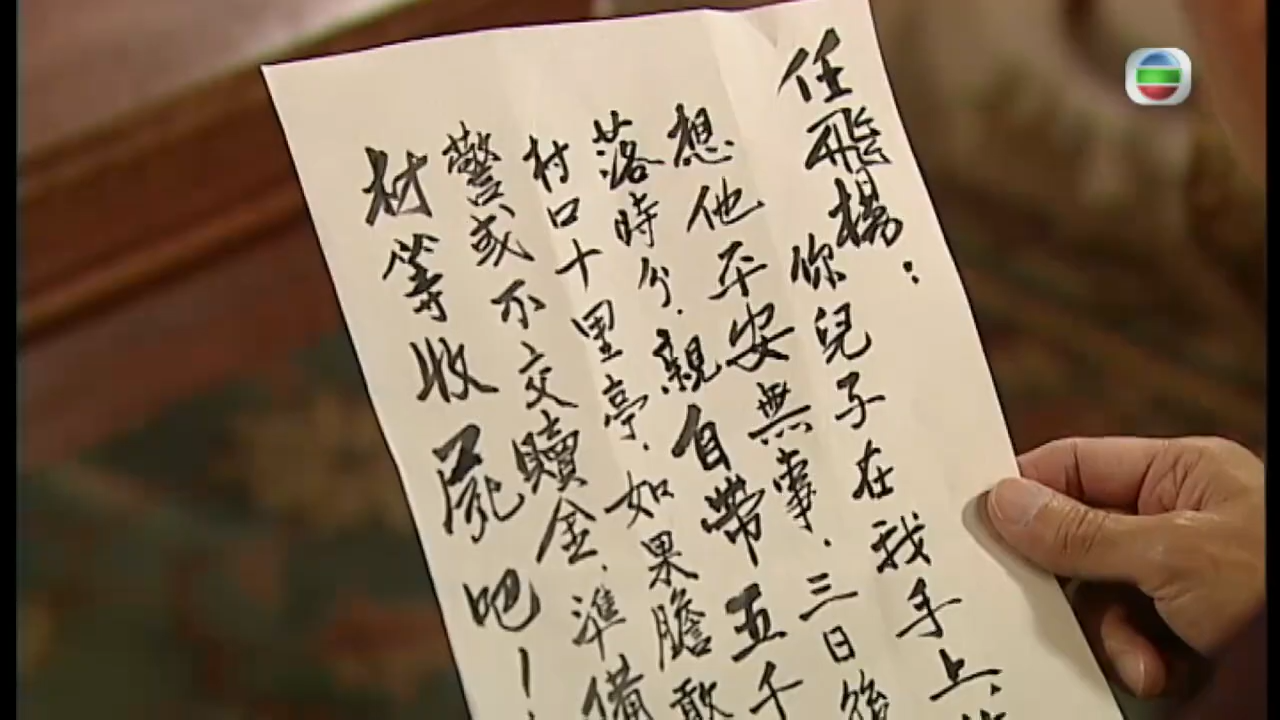 任飛楊：
你兒子在我手上，
想他平安無事．三日後
落時分．親自帶五千
村口十里亭．如果膽敢
警或不交贖金，準備
材等收屍吧！